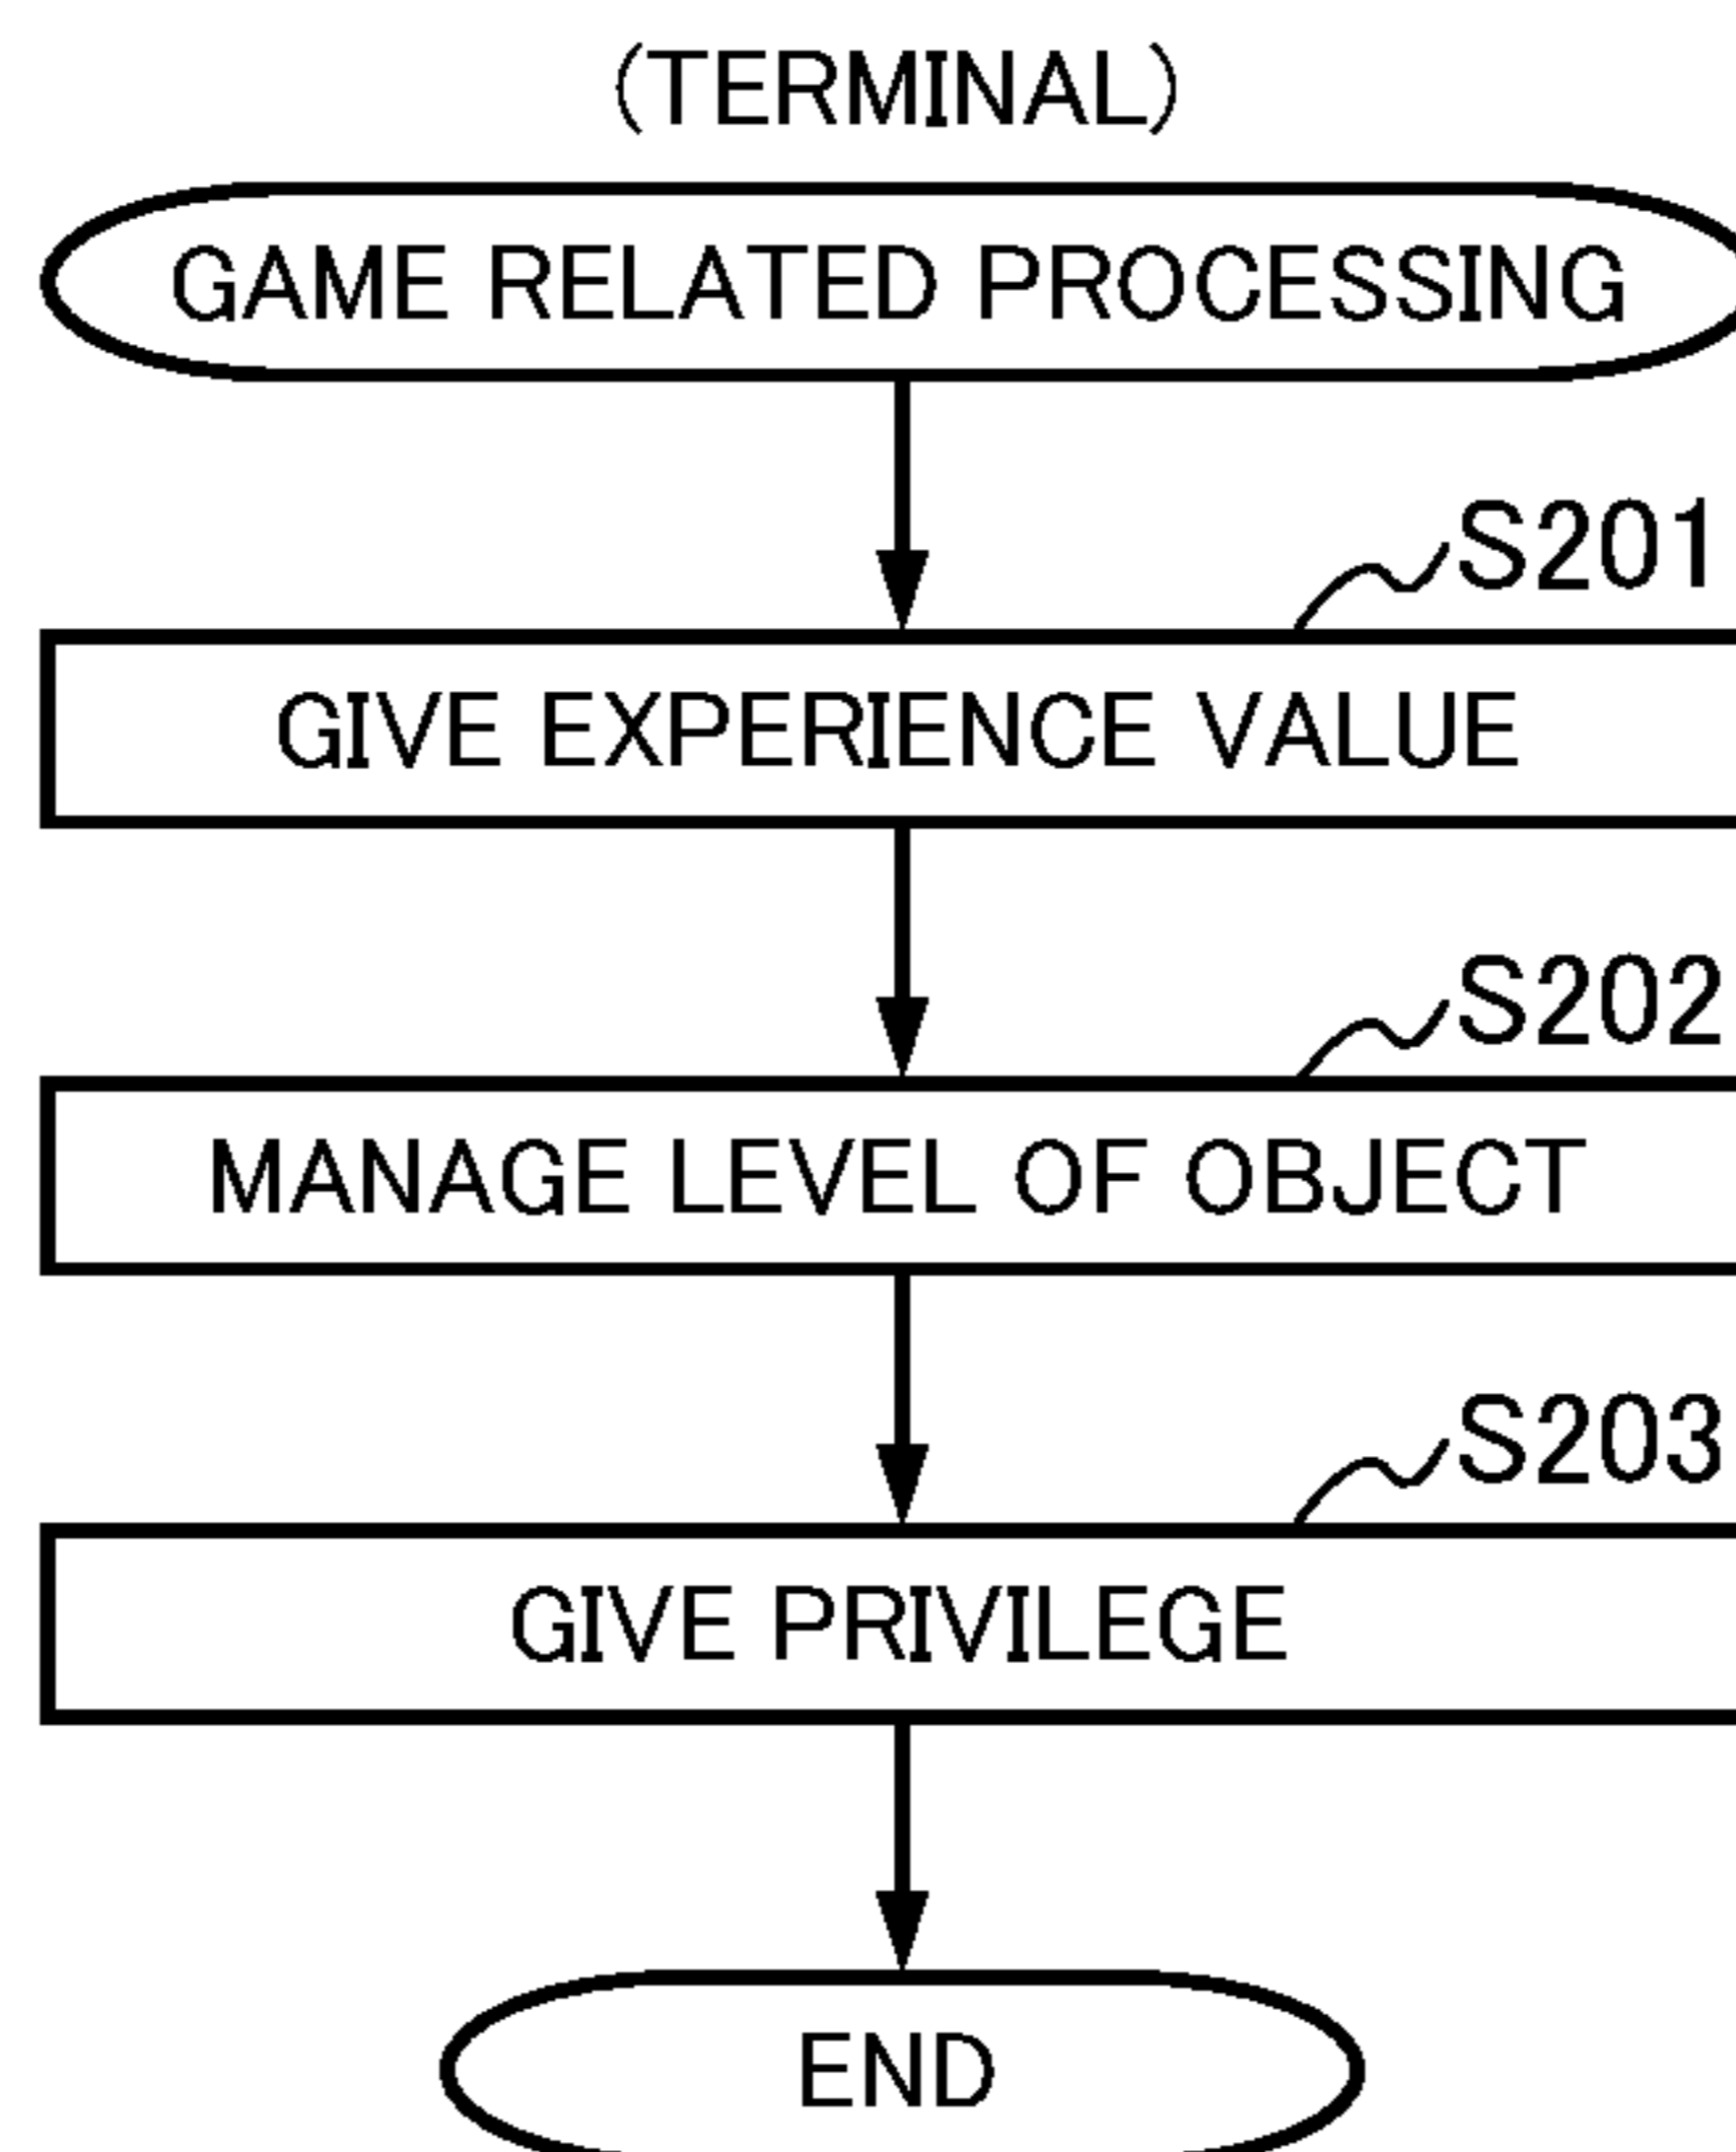 (TERMINAL)
GAME RELATED PROCESSING
S201
GIVE EXPERIENCE VALUE
S202
MANAGE LEVEL OF OBJECT
S203
GIVE PRIVILEGE
END